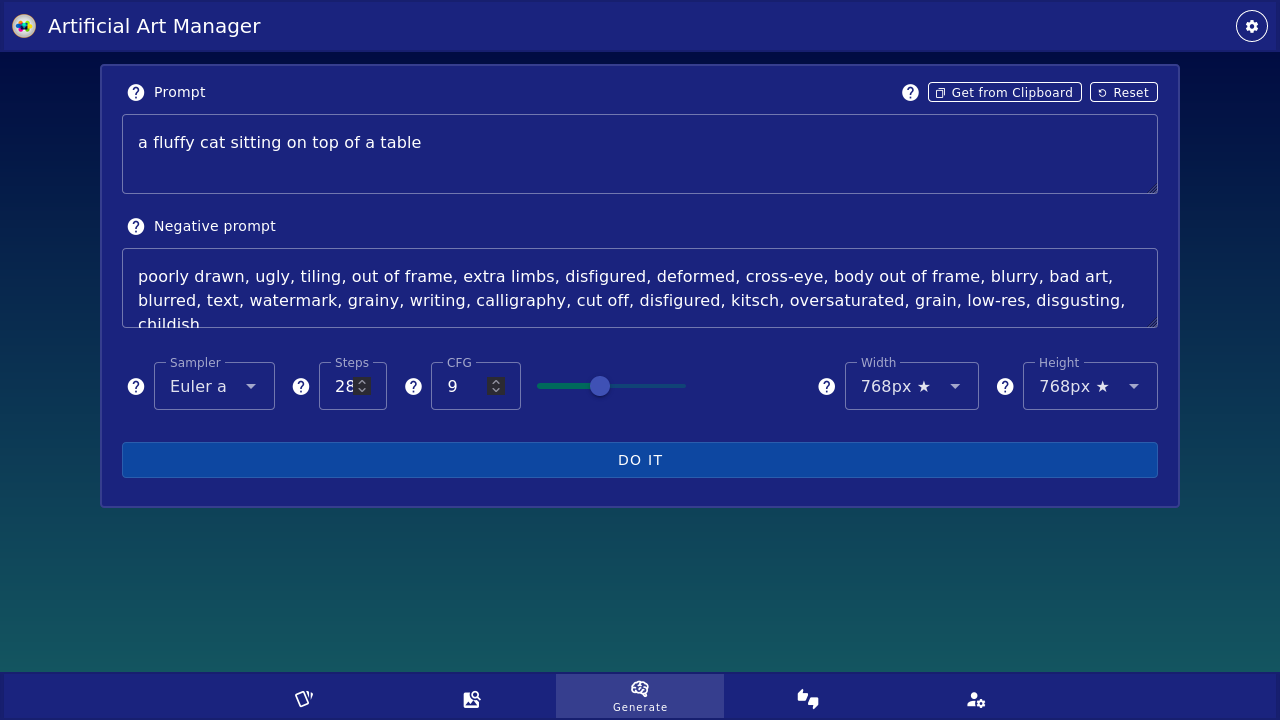 Artificial Art Manager
Prompt
Get from Clipboard
Reset
a fluffy cat sitting on top of a table
Negative prompt
poorly drawn, ugly, tiling, out of frame, extra limbs, disfigured, deformed, cross-eye, body out of frame, blurry, bad art,
blurred, text, watermark, grainy, writing, calligraphy, cut off, disfigured, kitsch, oversaturated, grain, low-res, disgusting,
childish
Sampler
Euler a
Steps
28
CFG
9
Width
768px ★
Height
768px ★
DO IT
Generate